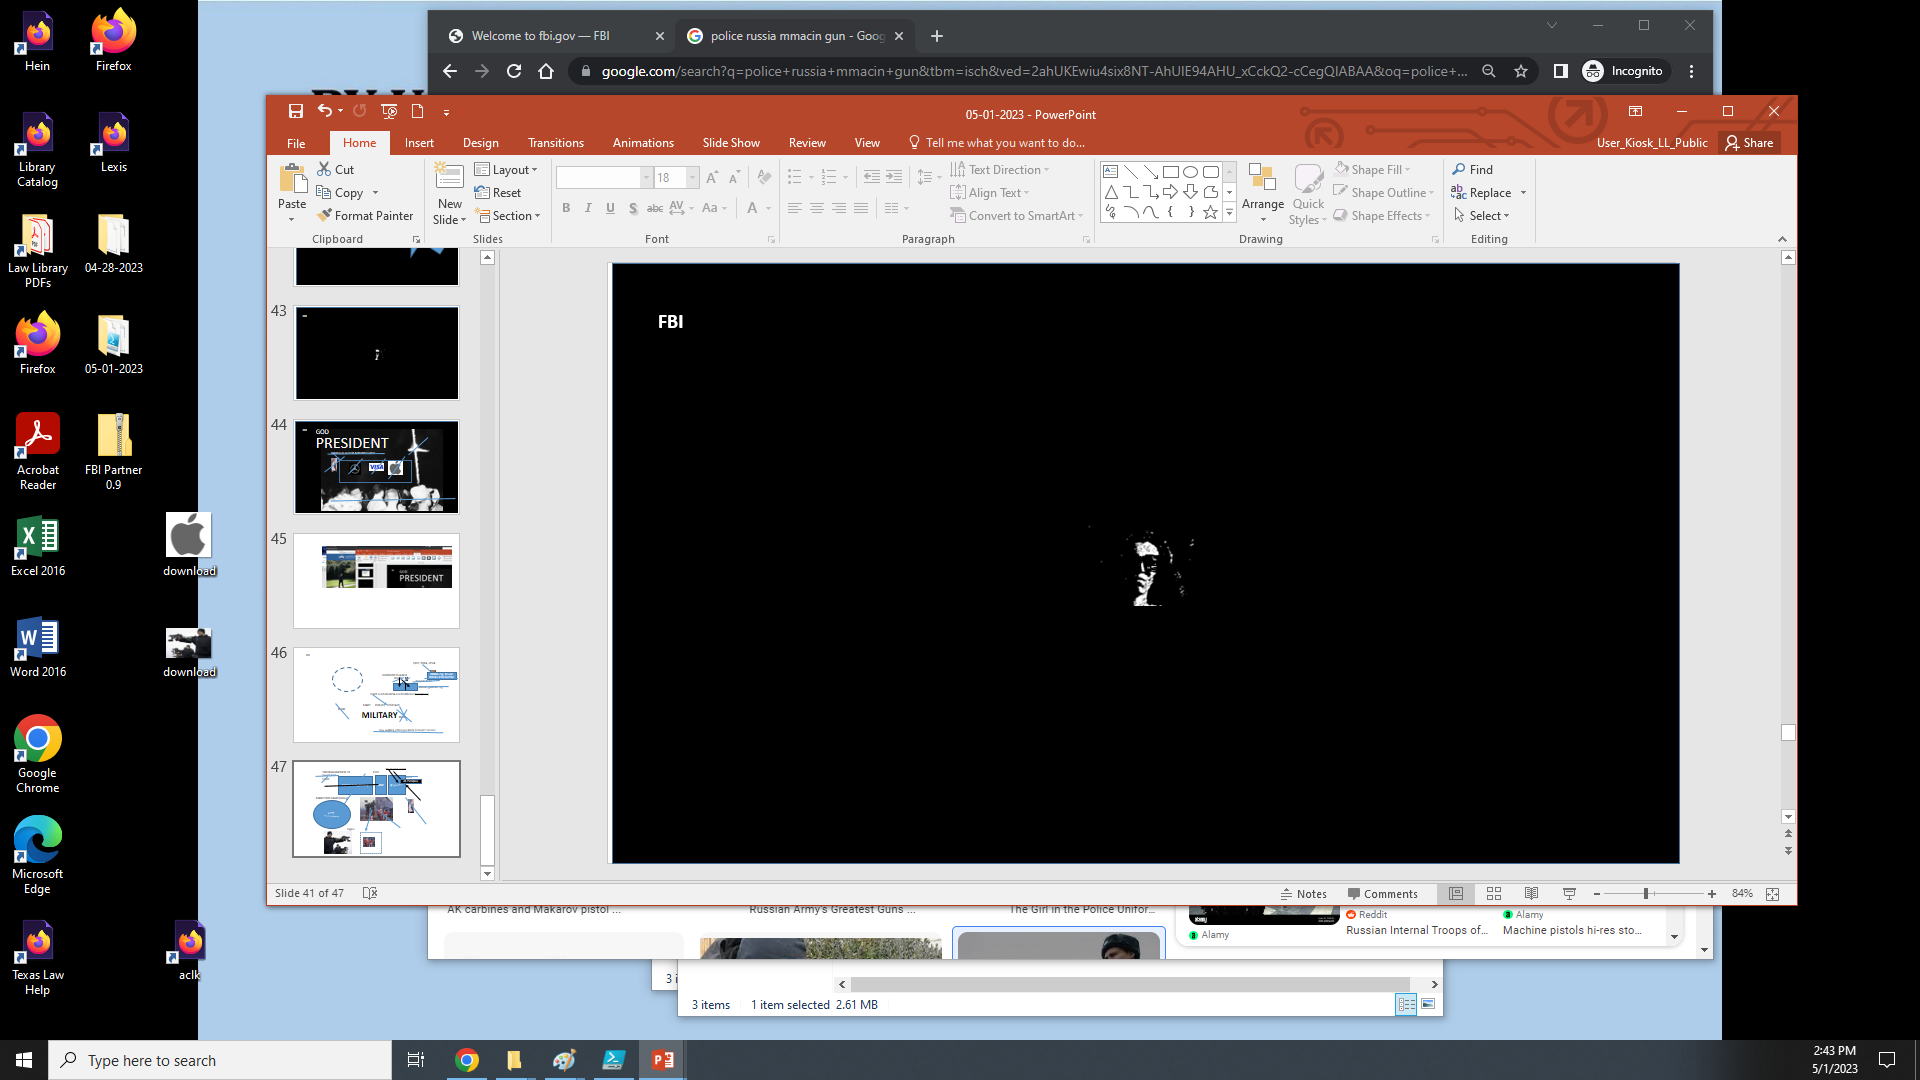 Hein
Firefox
Library Catalog
Lexis
Law Library PDFs
04-28-2023
Firefox
05-01-2023
Acrobat Reader
FBI Partner 0.9
Excel 2016
download
Word 2016
download
Google Chrome
Microsoft Edge
Texas Law Help
aclk
Welcome to fbi.gov — FBI
police russia mmacin gun - Goog
google.com/search?q=police+russia+mmacin+gun&tbm=isch&ved=2ahUKEwiu4six8NT-AhUIE94AHU_xCckQ2-cCegQIABAA&oq=police+...
Incognito
05-01-2023 - PowerPoint
File
Home
Insert
Design
Transitions
Animations
Slide Show
Review
View
Tell me what you want to do...
User_Kiosk_LL_Public
Share
Paste
Cut
Copy
Format Painter
Clipboard
New Slide
Layout
Reset
Section
Slides
18
Font
Text Direction
Align Text
Convert to SmartArt
Paragraph
Arrange
Quick Styles
Shape Fill
Shape Outline
Shape Effects
Drawing
Find
Replace
Select
Editing
43
44
GOD
PRESIDENT
VISA
45
GOD
PRESIDENT
46
MILITARY
47
FBI
Slide 41 of 47
Notes
Comments
84%
AK carbines and Makarov pistol ...
Russian Army's Greatest Guns ...
The Girl in the Police Unifor...
Alamy
Reddit
Russian Internal Troops of...
Alamy
Machine pistols hi-res sto...
3 items
1 item selected 2.61 MB
Type here to search
2:43 PM
5/1/2023